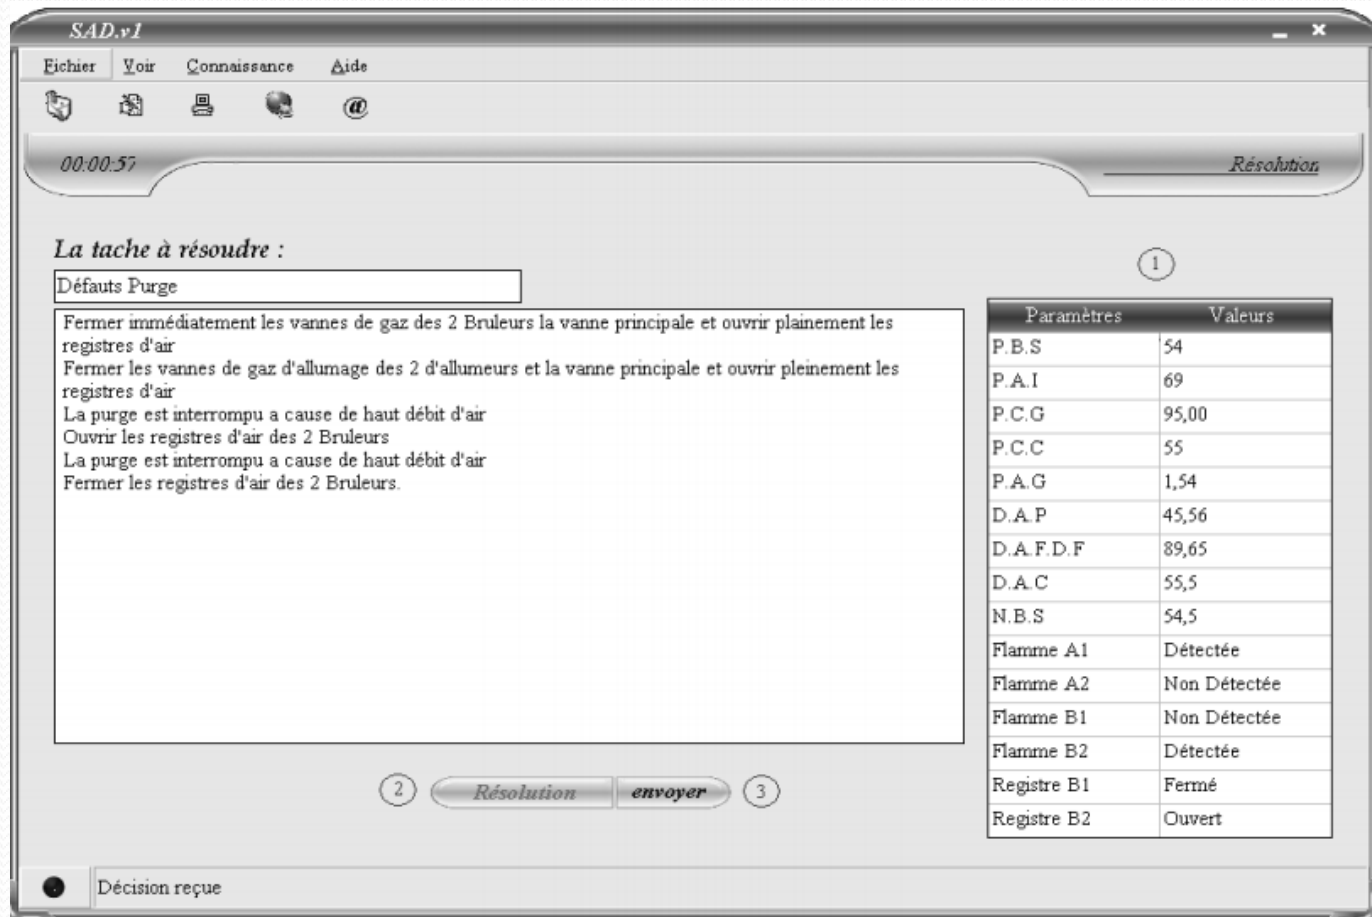 SAD.v1
Fichier Voir Connaissance Aide
@
00:00:57
Résolution
La tache à résoudre :
Défauts Purge
Fermer immédiatement les vannes de gaz des 2 Bruleurs la vanne principale et ouvrir plainement les
registres d'air
Fermer les vannes de gaz d'allumage des 2 d'allumeurs et la vanne principale et ouvrir pleinement les
registres d'air
La purge est interrompu a cause de haut débit d'air
Ouvrir les registres d'air des 2 Bruleurs
La purge est interrompu a cause de haut débit d'air
Fermer les registres d'air des 2 Bruleurs.
1
Paramètres Valeurs
P.B.S 54
P.A.I 69
P.C.G 95,00
P.C.C 55
P.A.G 1,54
D.A.P 45,56
D.A.F.D.F 89,65
D.A.C 55,5
N.B.S 54,5
Flamme A1 Détectée
Flamme A2 Non Détectée
Flamme B1 Non Détectée
Flamme B2 Détectée
Registre B1 Fermé
Registre B2 Ouvert
2 Résolution envoyer 3
Décision reçue